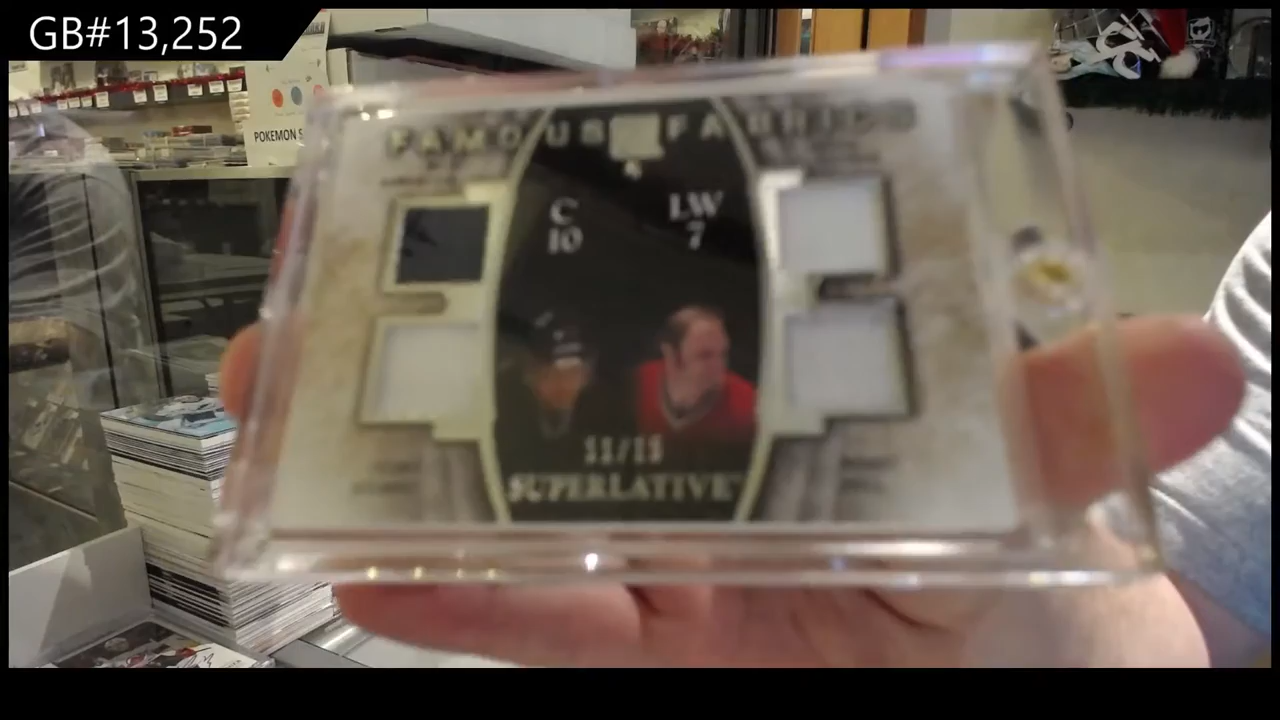 GB#13,252
POKEMON S
FAMOUS FABRICS
C
10
LW
7
11/15
SUPERLATIVE